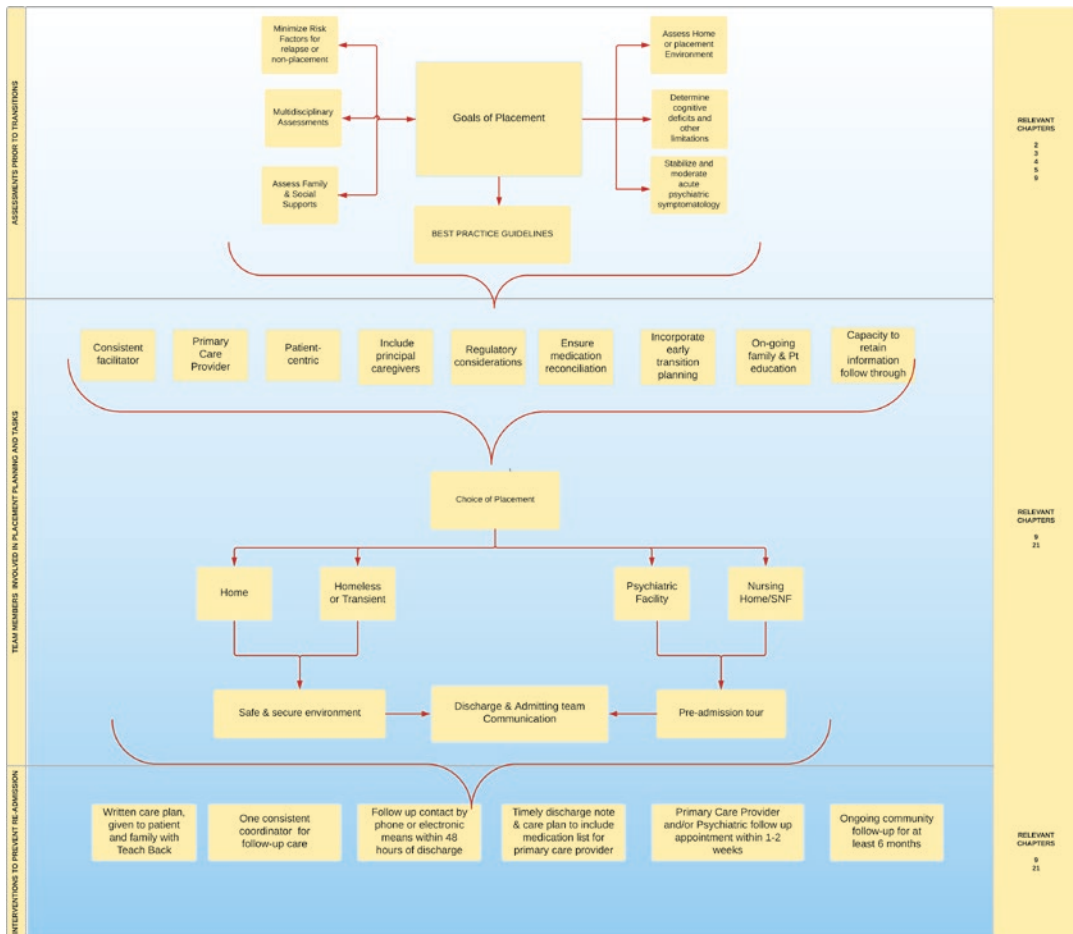 ASSESSMENTS PRIOR TO TRANSITIONS
Minimize Risk
Factors for
relapse or
non-placement
Multidisciplinary
Assessments
Assess Family
& Social
Supports
Goals of Placement
BEST PRACTICE GUIDELINES
Assess Home
or placement
Environment
Determine
cognitive
deficits and
other
limitations
Stabilize and
moderate
acute
psychiatric
symptomatology
RELEVANT
CHAPTERS
2
3
4
5
9
TEAM MEMBERS INVOLVED IN PLACEMENT PLANNING AND TASKS
Consistent
facilitator
Primary
Care
Provider
Patient-
centric
Include
principal
caregivers
Regulatory
considerations
Ensure
medication
reconciliation
Incorporate
early
transition
planning
On-going
family & Pt
education
Capacity to
retain
information
follow through
Choice of Placement
Home
Homeless
or Transient
Psychiatric
Facility
Nursing
Home/SNF
Safe & secure environment
Discharge & Admitting team
Communication
Pre-admission tour
RELEVANT
CHAPTERS
9
21
INTERVENTIONS TO PREVENT RE-ADMISSION
Written care plan,
given to patient
and family with
Teach Back
One consistent
coordinator for
follow-up care
Follow up contact by
phone or electronic
means within 48
hours of discharge
Timely discharge note
& care plan to include
medication list for
primary care provider
Primary Care Provider
and/or Psychiatric follow up
appointment within 1-2
weeks
Ongoing community
follow-up for at
least 6 months
RELEVANT
CHAPTERS
9
21